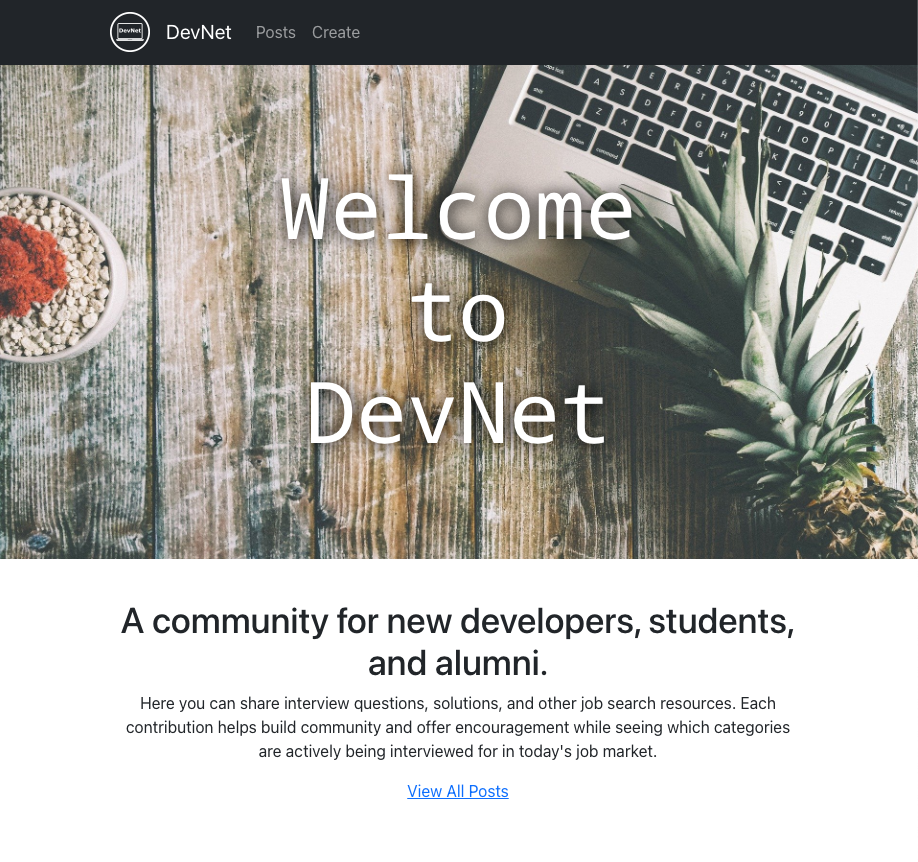 DevNet
DevNet
Posts
Create
Welcome
to
DevNet
A community for new developers, students,
and alumni.
Here you can share interview questions, solutions, and other job search resources. Each
contribution helps build community and offer encouragement while seeing which categories
are actively being interviewed for in today's job market.
View All Posts